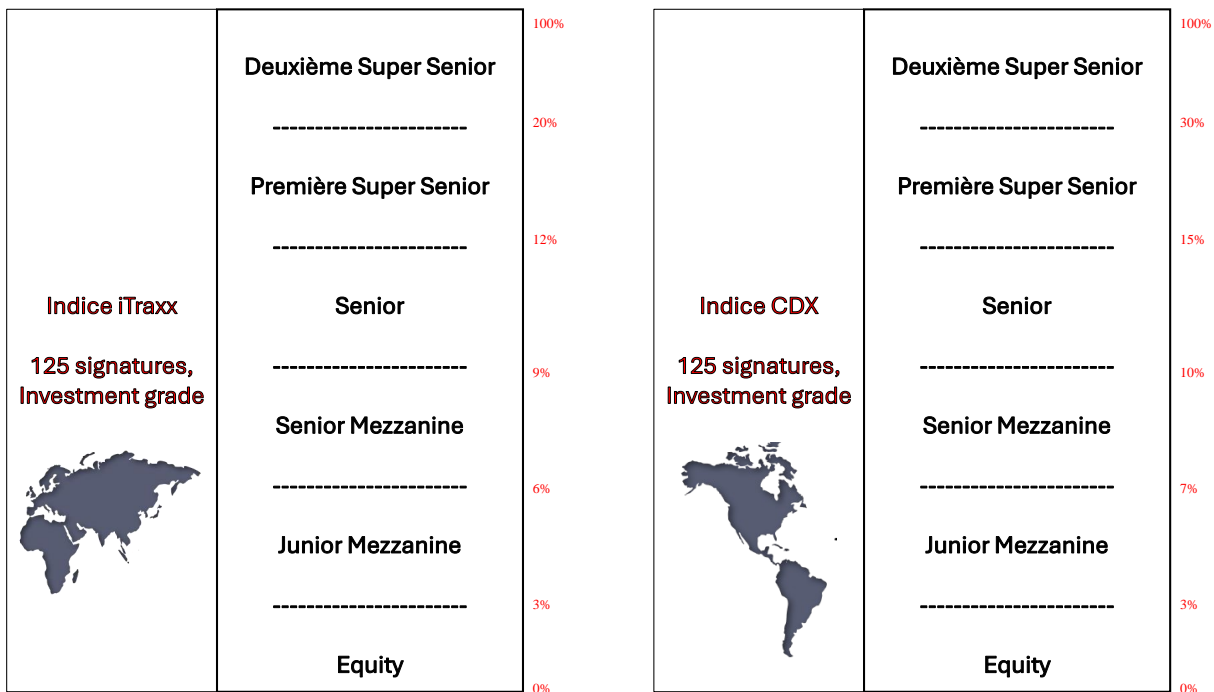 100%
Deuxième Super Senior
-----------------------
20%
Première Super Senior
-----------------------
12%
Indice iTraxx
Senior
125 signatures,
Investment grade
-----------------------
9%
Senior Mezzanine
-----------------------
6%
Junior Mezzanine
-----------------------
3%
Equity
0%
100%
Deuxième Super Senior
-----------------------
30%
Première Super Senior
-----------------------
15%
Indice CDX
Senior
125 signatures,
Investment grade
-----------------------
10%
Senior Mezzanine
-----------------------
7%
Junior Mezzanine
-----------------------
3%
Equity
0%